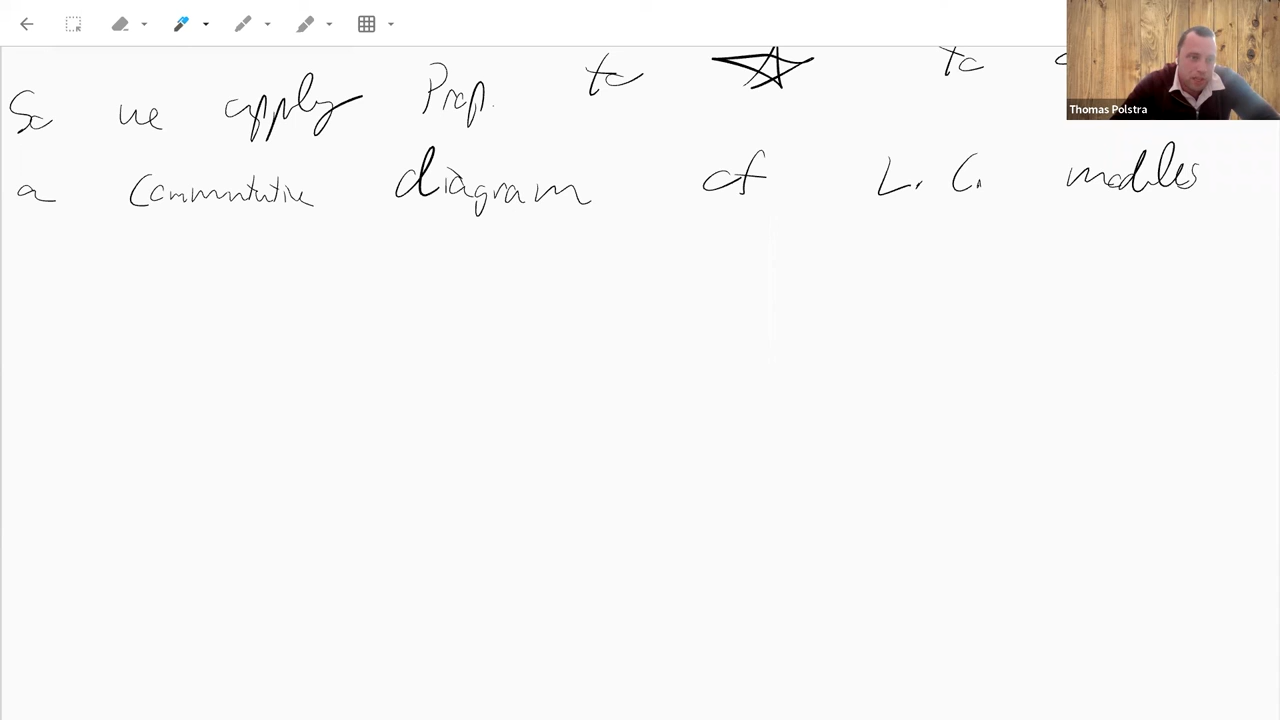 So we apply Prop. to ☆ to
a commutative diagram of L.C. modules
Thomas Polstra